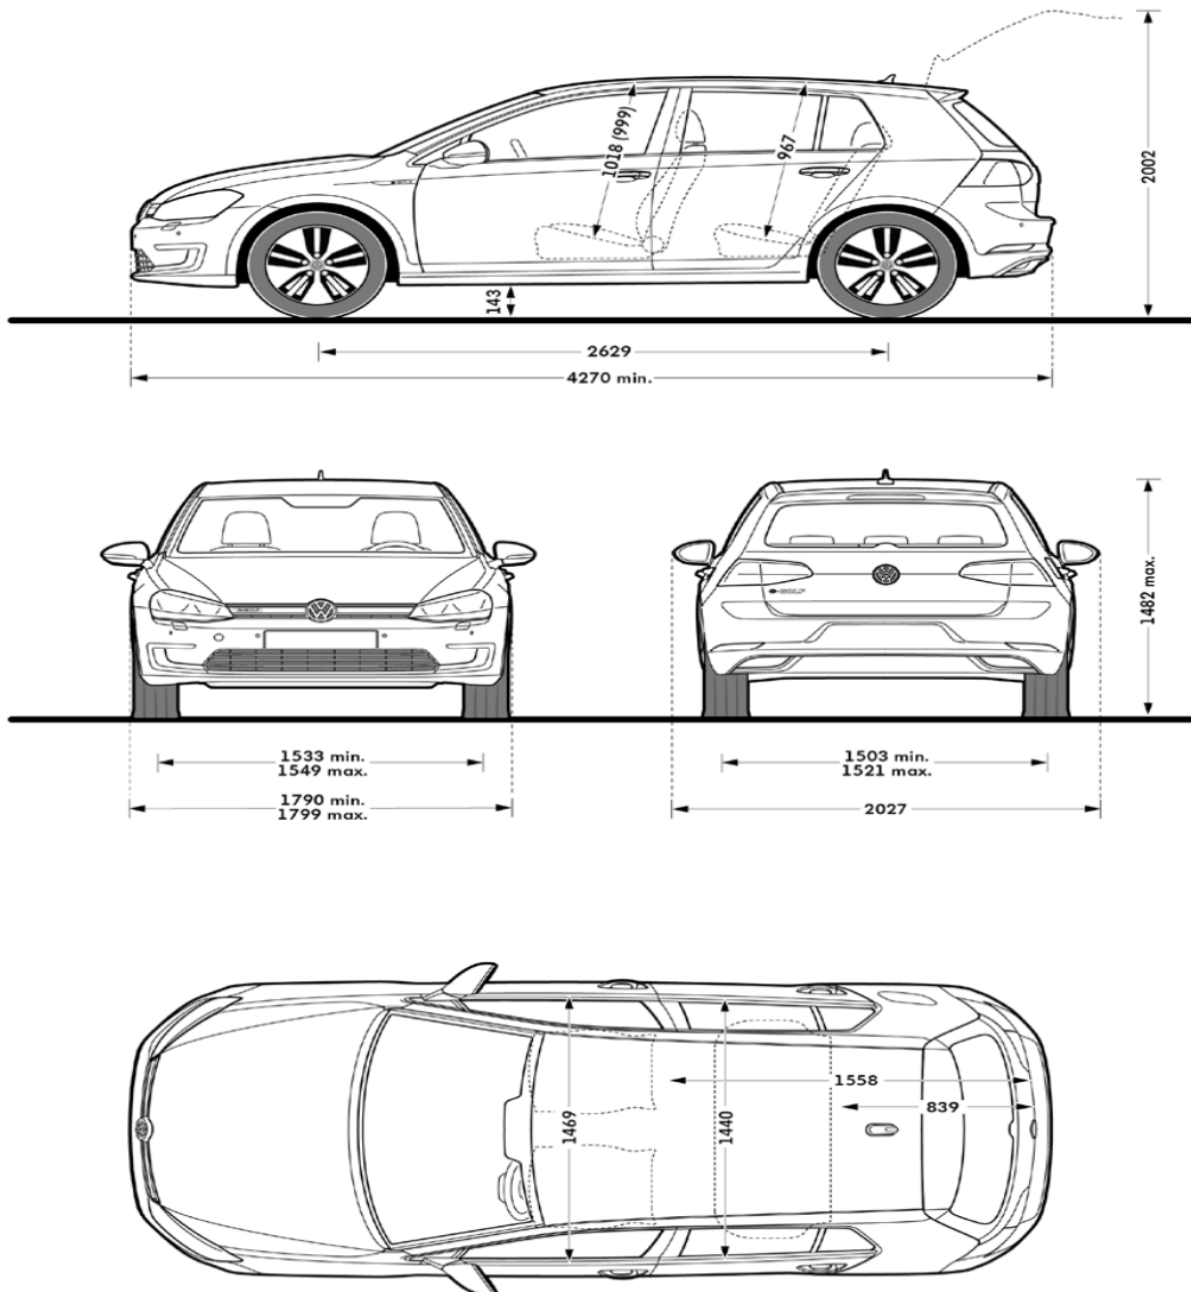 2002
1018 (999)
967
143
2629
4270 min.
1482 max.
e-GOLF
1533 min.
1549 max.
1503 min.
1521 max.
1790 min.
1799 max.
2027
1558
839
1469
1440